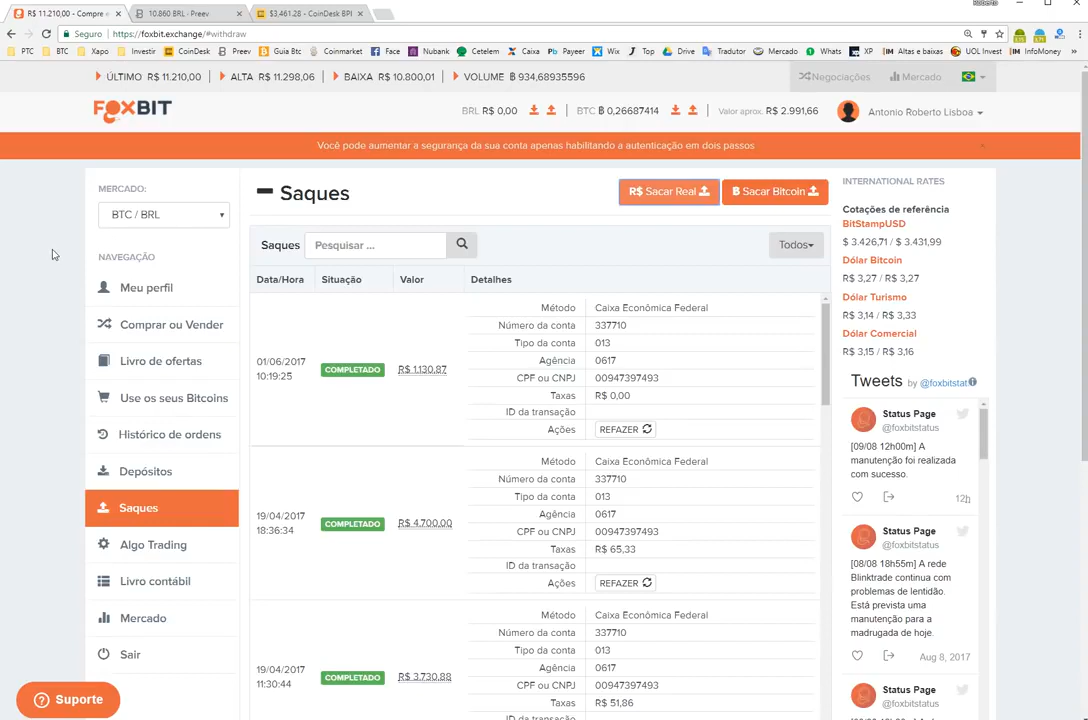 Roberto
R$ 11.210,00 - Compre e
10.860 BRL - Preev
$3,461.28 - CoinDesk BPI
Seguro
https://foxbit.exchange/#withdraw
PTC BTC Xapo Investir CoinDesk Preev Guia Btc Coinmarket Face Nubank Cetelem Caixa Payeer Wix Job Top Drive Tradutor Mercado Whats XP Altas e baixas UOL Invest InfoMoney »
ÚLTIMO R$ 11.210,00 ALTA R$ 11.298,06 BAIXA R$ 10.800,01 VOLUME ฿ 934,68935596
Negociações Mercado
FOXBIT
BRL R$ 0,00 BTC ฿ 0,26687414 Valor aprox. R$ 2.991,66 Antonio Roberto Lisboa
Você pode aumentar a segurança da sua conta apenas habilitando a autenticação em dois passos
MERCADO:
BTC / BRL
NAVEGAÇÃO
Meu perfil
Comprar ou Vender
Livro de ofertas
Use os seus Bitcoins
Histórico de ordens
Depósitos
Saques
Algo Trading
Livro contábil
Mercado
Sair
Suporte
Saques
R$ Sacar Real
฿ Sacar Bitcoin
Saques Pesquisar ... Todos
Data/Hora Situação Valor Detalhes
01/06/2017
10:19:25
COMPLETADO
R$ 1.130,87
Método Caixa Econômica Federal
Número da conta 337710
Tipo da conta 013
Agência 0617
CPF ou CNPJ 00947397493
Taxas R$ 0,00
ID da transação
Ações REFAZER
19/04/2017
18:36:34
COMPLETADO
R$ 4.700,00
Método Caixa Econômica Federal
Número da conta 337710
Tipo da conta 013
Agência 0617
CPF ou CNPJ 00947397493
Taxas R$ 65,33
ID da transação
Ações REFAZER
19/04/2017
11:30:44
COMPLETADO
R$ 3.730,88
Método Caixa Econômica Federal
Número da conta 337710
Tipo da conta 013
Agência 0617
CPF ou CNPJ 00947397493
Taxas R$ 51,86
ID da transação
INTERNATIONAL RATES
Cotações de referência
BitStampUSD
$ 3.426,71 / $ 3.431,99
Dólar Bitcoin
R$ 3,27 / R$ 3,27
Dólar Turismo
R$ 3,14 / R$ 3,33
Dólar Comercial
R$ 3,15 / R$ 3,16
Tweets by @foxbitstat
Status Page
@foxbitstatus
[09/08 12h00m] A
manutenção foi realizada
com sucesso.
12h
Status Page
@foxbitstatus
[08/08 18h55m] A rede
Blinktrade continua com
problemas de lentidão.
Está prevista uma
manutenção para a
madrugada de hoje.
Aug 8, 2017
Status Page
@foxbitstatus